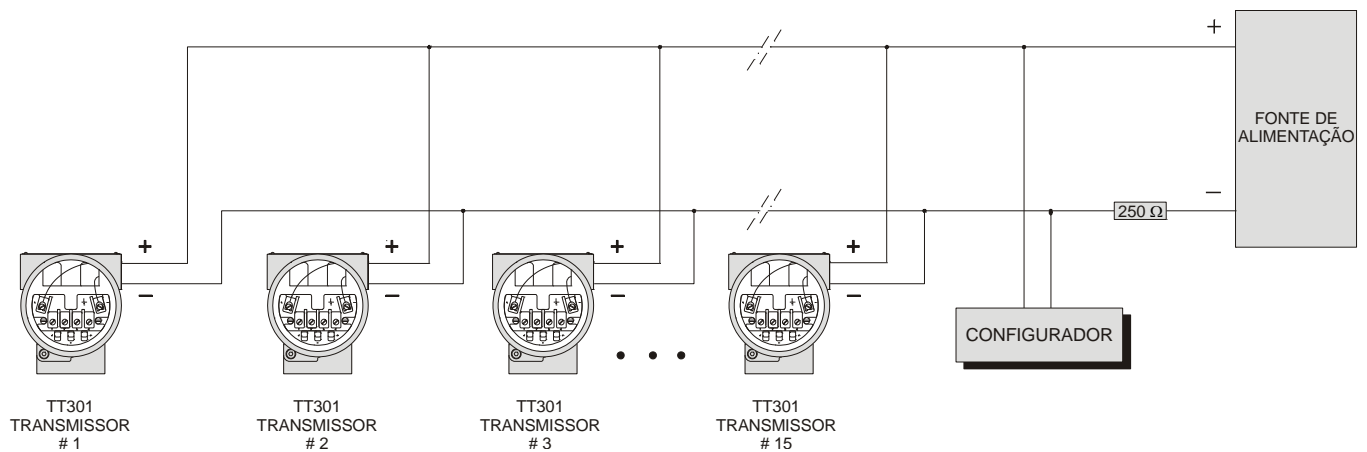 +
FONTE DE
ALIMENTAÇÃO
–
250 Ω
+
–
+
–
+
–
+
–
CONFIGURADOR
TT301
TRANSMISSOR
# 1
TT301
TRANSMISSOR
# 2
TT301
TRANSMISSOR
# 3
• • •
TT301
TRANSMISSOR
# 15